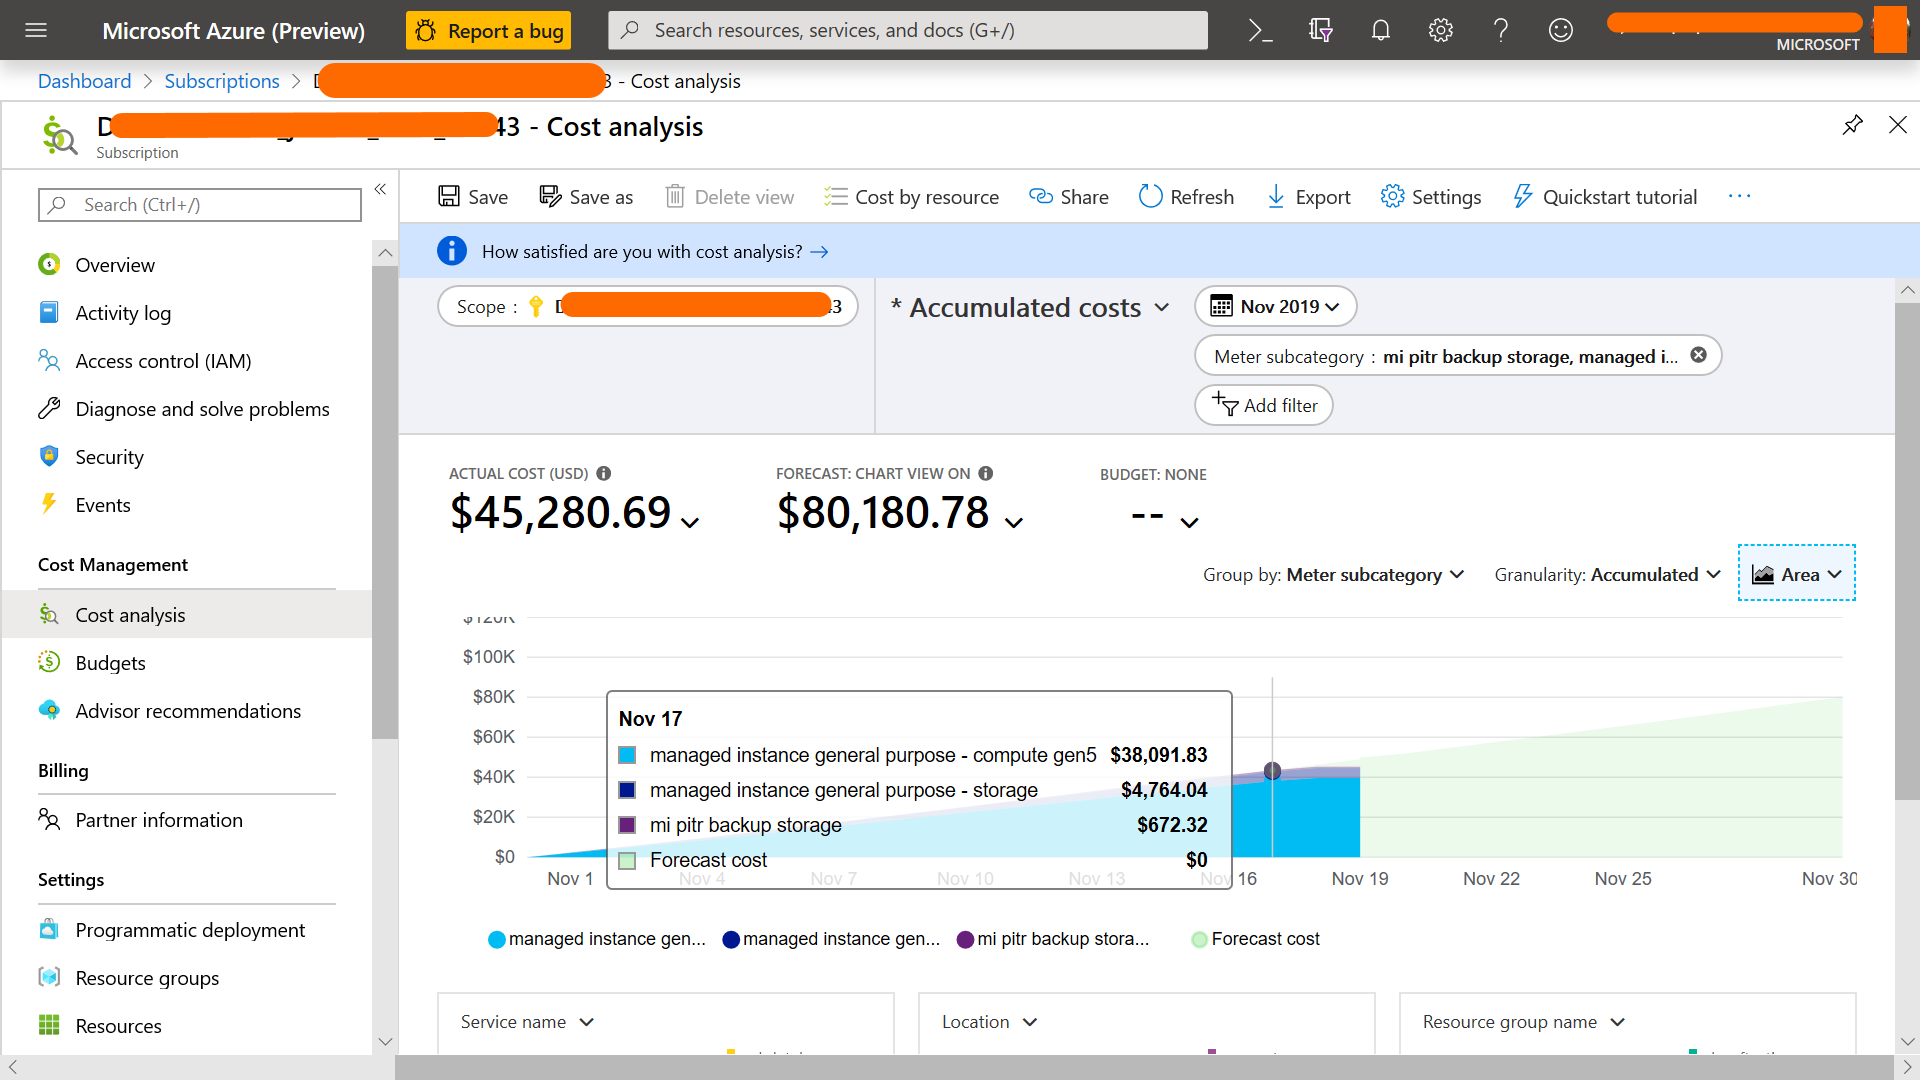 Microsoft Azure (Preview)
Report a bug
Search resources, services, and docs (G+/)
MICROSOFT
Dashboard
Subscriptions
- Cost analysis
43 - Cost analysis
Subscription
Search (Ctrl+/)
Save
Save as
Delete view
Cost by resource
Share
Refresh
Export
Settings
Quickstart tutorial
How satisfied are you with cost analysis?
Scope :
* Accumulated costs
Nov 2019
Meter subcategory : mi pitr backup storage, managed i...
Add filter
Overview
Activity log
Access control (IAM)
Diagnose and solve problems
Security
Events
Cost Management
Cost analysis
Budgets
Advisor recommendations
Billing
Partner information
Settings
Programmatic deployment
Resource groups
Resources
ACTUAL COST (USD)
$45,280.69
FORECAST: CHART VIEW ON
$80,180.78
BUDGET: NONE
--
Group by: Meter subcategory
Granularity: Accumulated
Area
$120K
$100K
$80K
$60K
$40K
$20K
$0
Nov 17
managed instance general purpose - compute gen5 $38,091.83
managed instance general purpose - storage $4,764.04
mi pitr backup storage $672.32
Forecast cost $0
Nov 1
Nov 4
Nov 7
Nov 10
Nov 13
Nov 16
Nov 19
Nov 22
Nov 25
Nov 30
managed instance gen...
managed instance gen...
mi pitr backup stora...
Forecast cost
Service name
Location
Resource group name